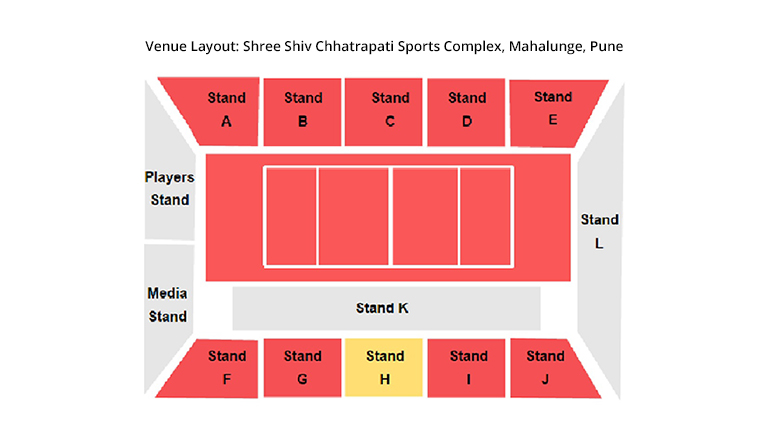 Venue Layout: Shree Shiv Chhatrapati Sports Complex, Mahalunge, Pune
Stand
A
Stand
B
Stand
C
Stand
D
Stand
E
Players
Stand
Stand
L
Media
Stand
Stand K
Stand
F
Stand
G
Stand
H
Stand
I
Stand
J